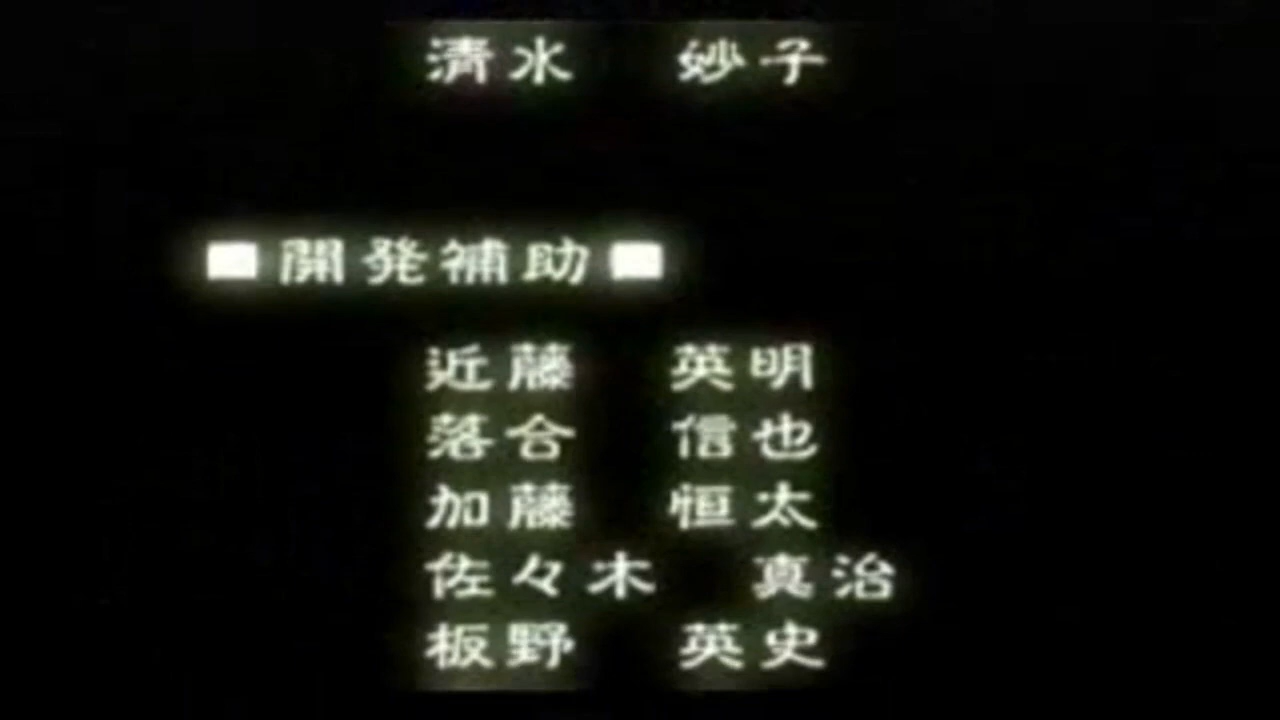 清水 妙子
■開発補助■
近藤 英明
落合 信也
加藤 恒太
佐々木 真治
板野 英史